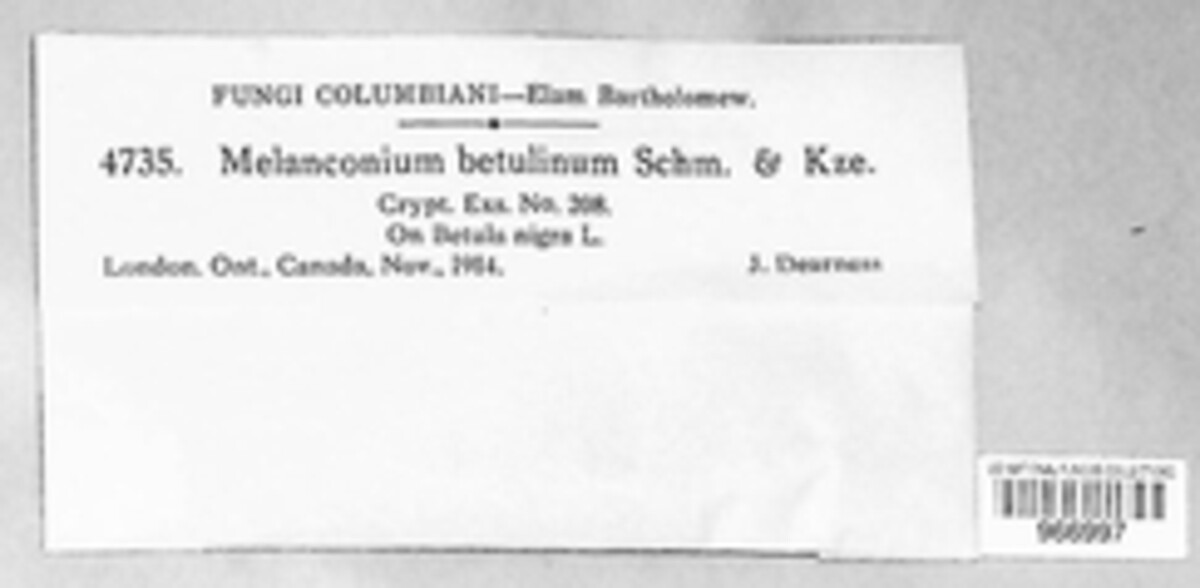 FUNGI COLUMBIANI—Elam Bartholomew.
4735. Melanconium betulinum Schm. & Kze.
Crypt. Exs. No. 208.
On Betula nigra L.
London, Ont., Canada, Nov., 1914. J. Dearness
966997